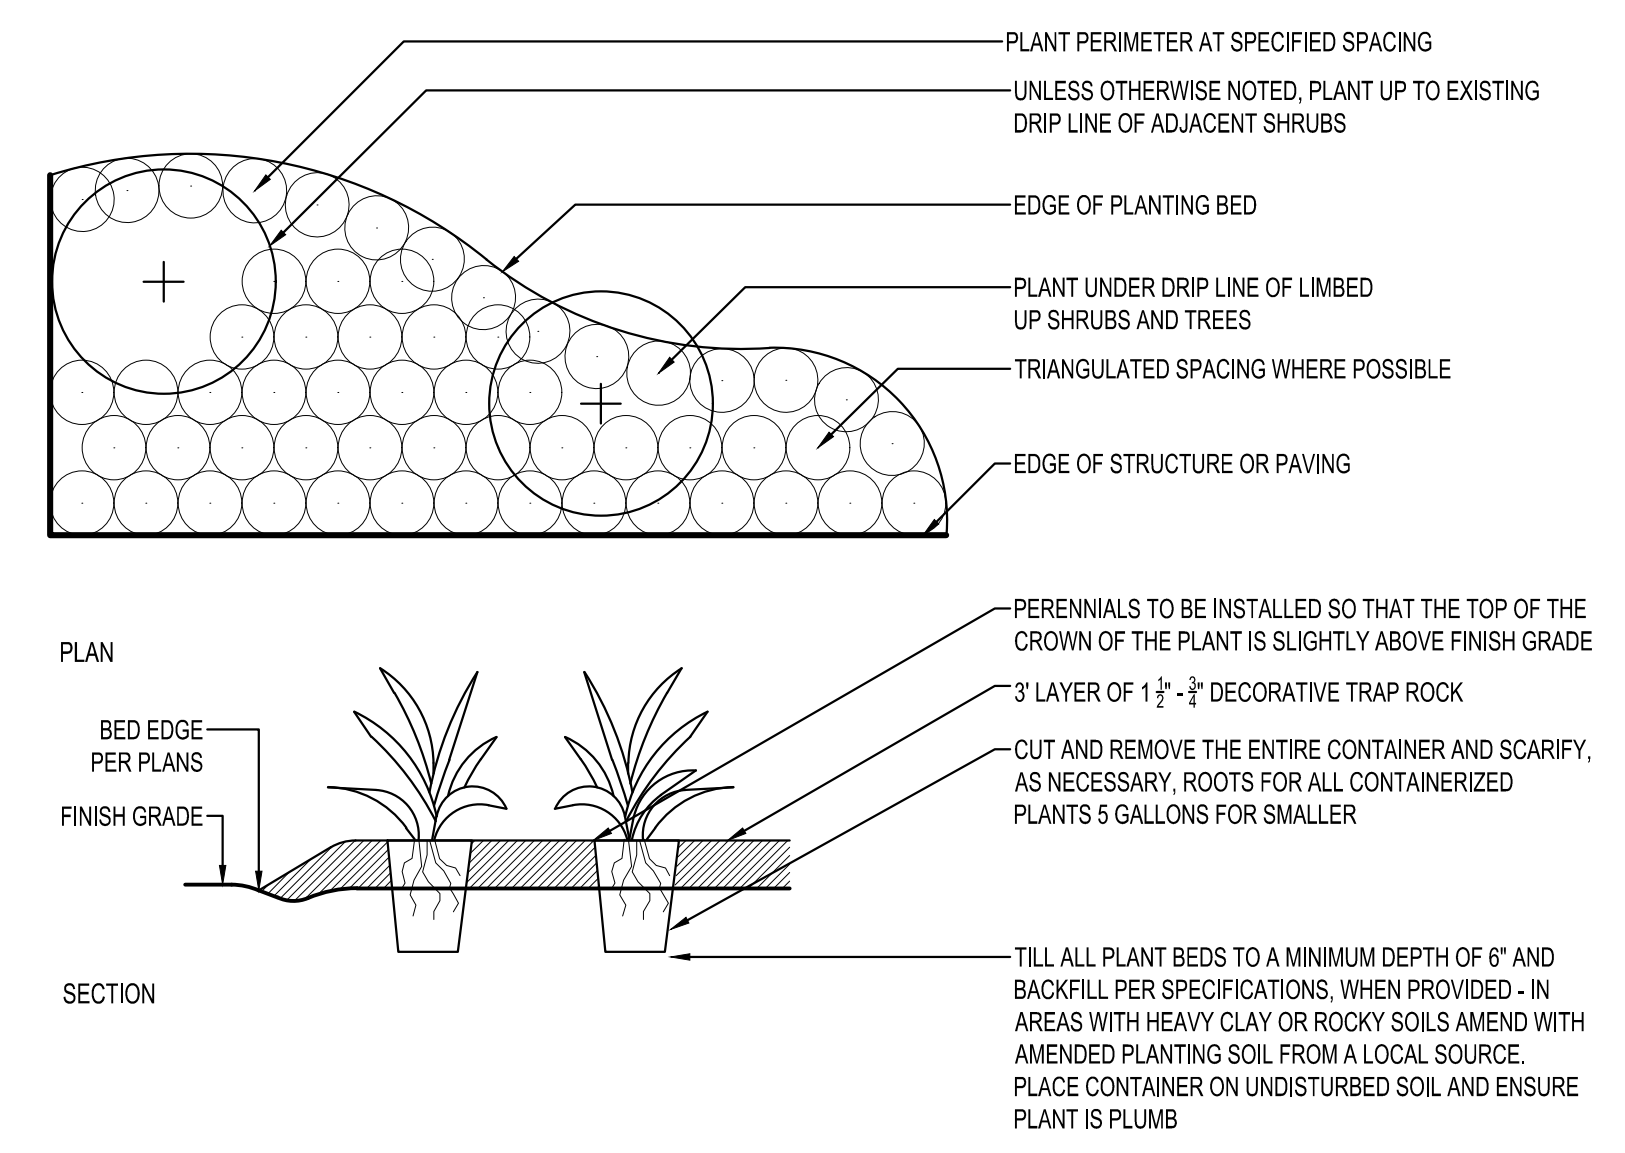 PLANT PERIMETER AT SPECIFIED SPACING
UNLESS OTHERWISE NOTED, PLANT UP TO EXISTING
DRIP LINE OF ADJACENT SHRUBS
EDGE OF PLANTING BED
PLANT UNDER DRIP LINE OF LIMBED
UP SHRUBS AND TREES
TRIANGULATED SPACING WHERE POSSIBLE
EDGE OF STRUCTURE OR PAVING
PLAN
PERENNIALS TO BE INSTALLED SO THAT THE TOP OF THE
CROWN OF THE PLANT IS SLIGHTLY ABOVE FINISH GRADE
3' LAYER OF 1 1/2" - 3/4" DECORATIVE TRAP ROCK
CUT AND REMOVE THE ENTIRE CONTAINER AND SCARIFY,
AS NECESSARY, ROOTS FOR ALL CONTAINERIZED
PLANTS 5 GALLONS FOR SMALLER
BED EDGE
PER PLANS
FINISH GRADE
TILL ALL PLANT BEDS TO A MINIMUM DEPTH OF 6" AND
BACKFILL PER SPECIFICATIONS, WHEN PROVIDED - IN
AREAS WITH HEAVY CLAY OR ROCKY SOILS AMEND WITH
AMENDED PLANTING SOIL FROM A LOCAL SOURCE.
PLACE CONTAINER ON UNDISTURBED SOIL AND ENSURE
PLANT IS PLUMB
SECTION